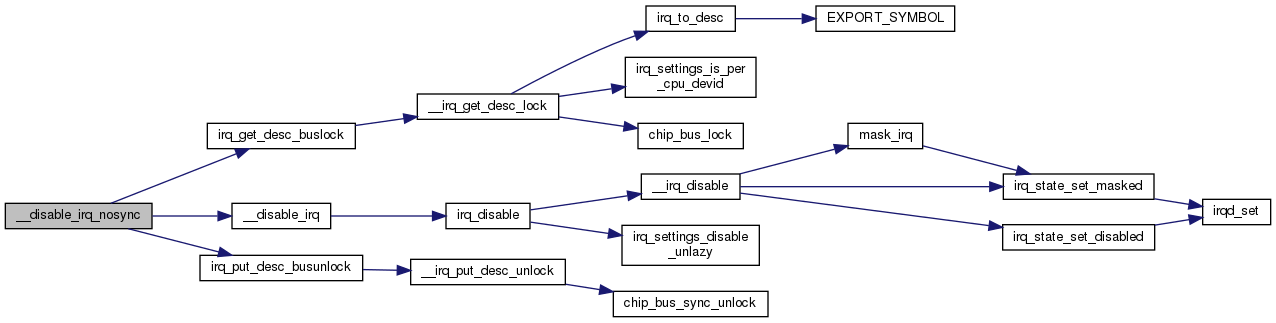 irq_to_desc
EXPORT_SYMBOL
irq_settings_is_per
_cpu_devid
__irq_get_desc_lock
irq_get_desc_buslock
chip_bus_lock
mask_irq
__irq_disable
irq_state_set_masked
__disable_irq_nosync
__disable_irq
irq_disable
irqd_set
irq_settings_disable
_unlazy
irq_state_set_disabled
irq_put_desc_busunlock
__irq_put_desc_unlock
chip_bus_sync_unlock